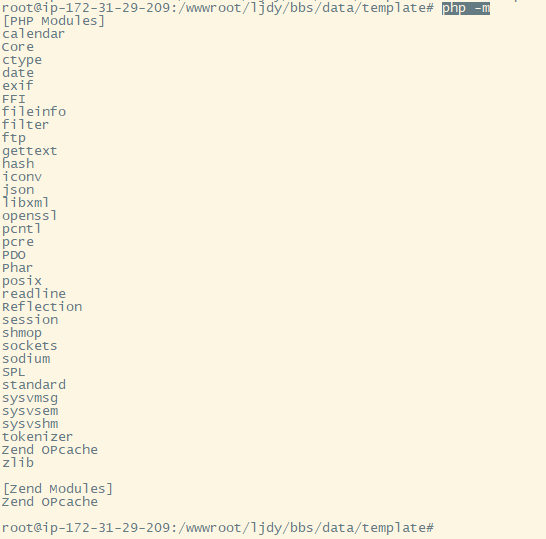 root@ip-172-31-29-209:/wwwroot/ljdy/bbs/data/template# php -m
[PHP Modules]
calendar
Core
ctype
date
exif
FFI
fileinfo
filter
ftp
gettext
hash
iconv
json
libxml
openssl
pcntl
pcre
PDO
Phar
posix
readline
Reflection
session
shmop
sockets
sodium
SPL
standard
sysvmsg
sysvsem
sysvshm
tokenizer
Zend OPcache
zlib
[Zend Modules]
Zend OPcache
root@ip-172-31-29-209:/wwwroot/ljdy/bbs/data/template#